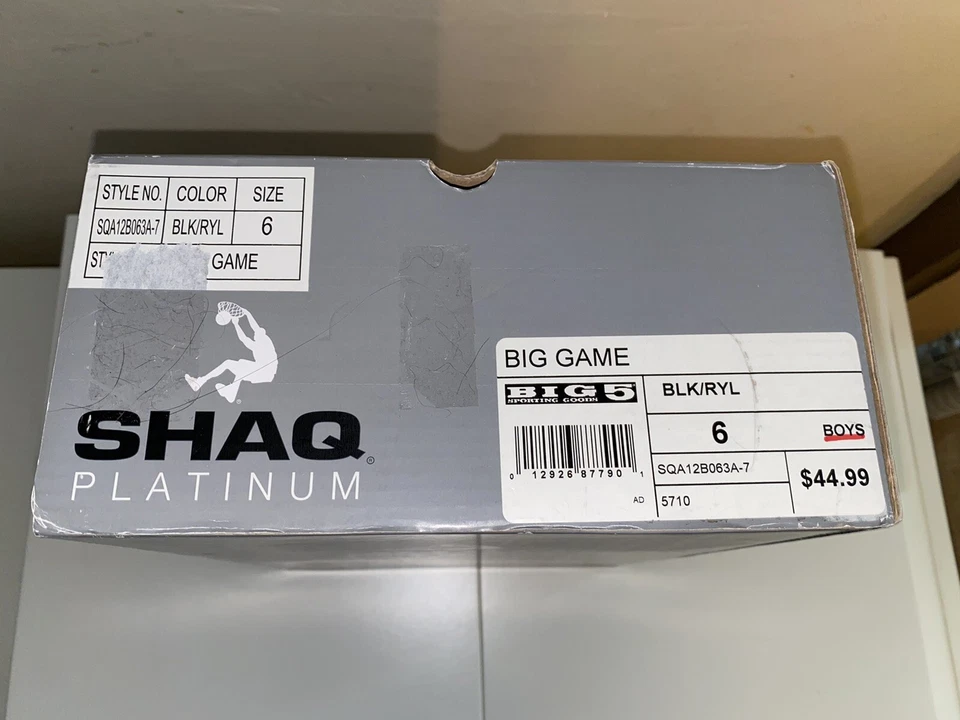 STYLE NO. COLOR SIZE
SQA12B063A-7 BLK/RYL 6
GAME
SHAQ®
PLATINUM
BIG GAME
BIG 5
SPORTING GOODS
BLK/RYL
6 BOYS
0 12926 87790 1
SQA12B063A-7
$44.99
AD 5710